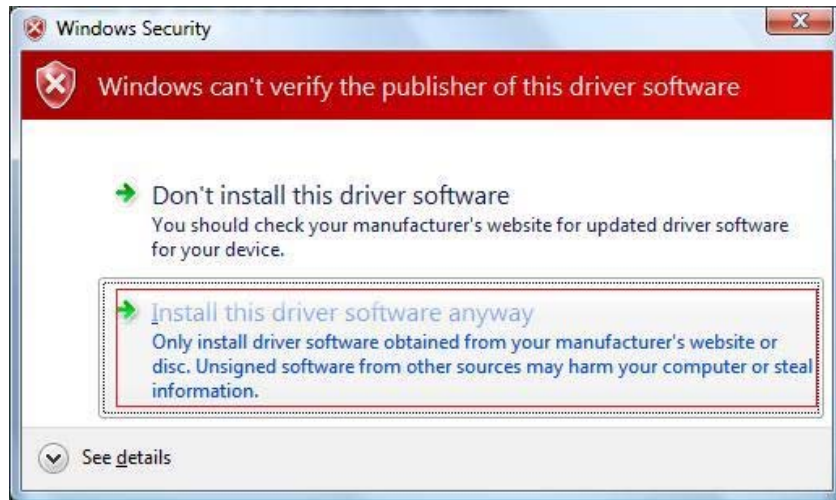 Windows Security
Windows can't verify the publisher of this driver software
Don't install this driver software
You should check your manufacturer's website for updated driver software
for your device.
Install this driver software anyway
Only install driver software obtained from your manufacturer's website or
disc. Unsigned software from other sources may harm your computer or steal
information.
See details